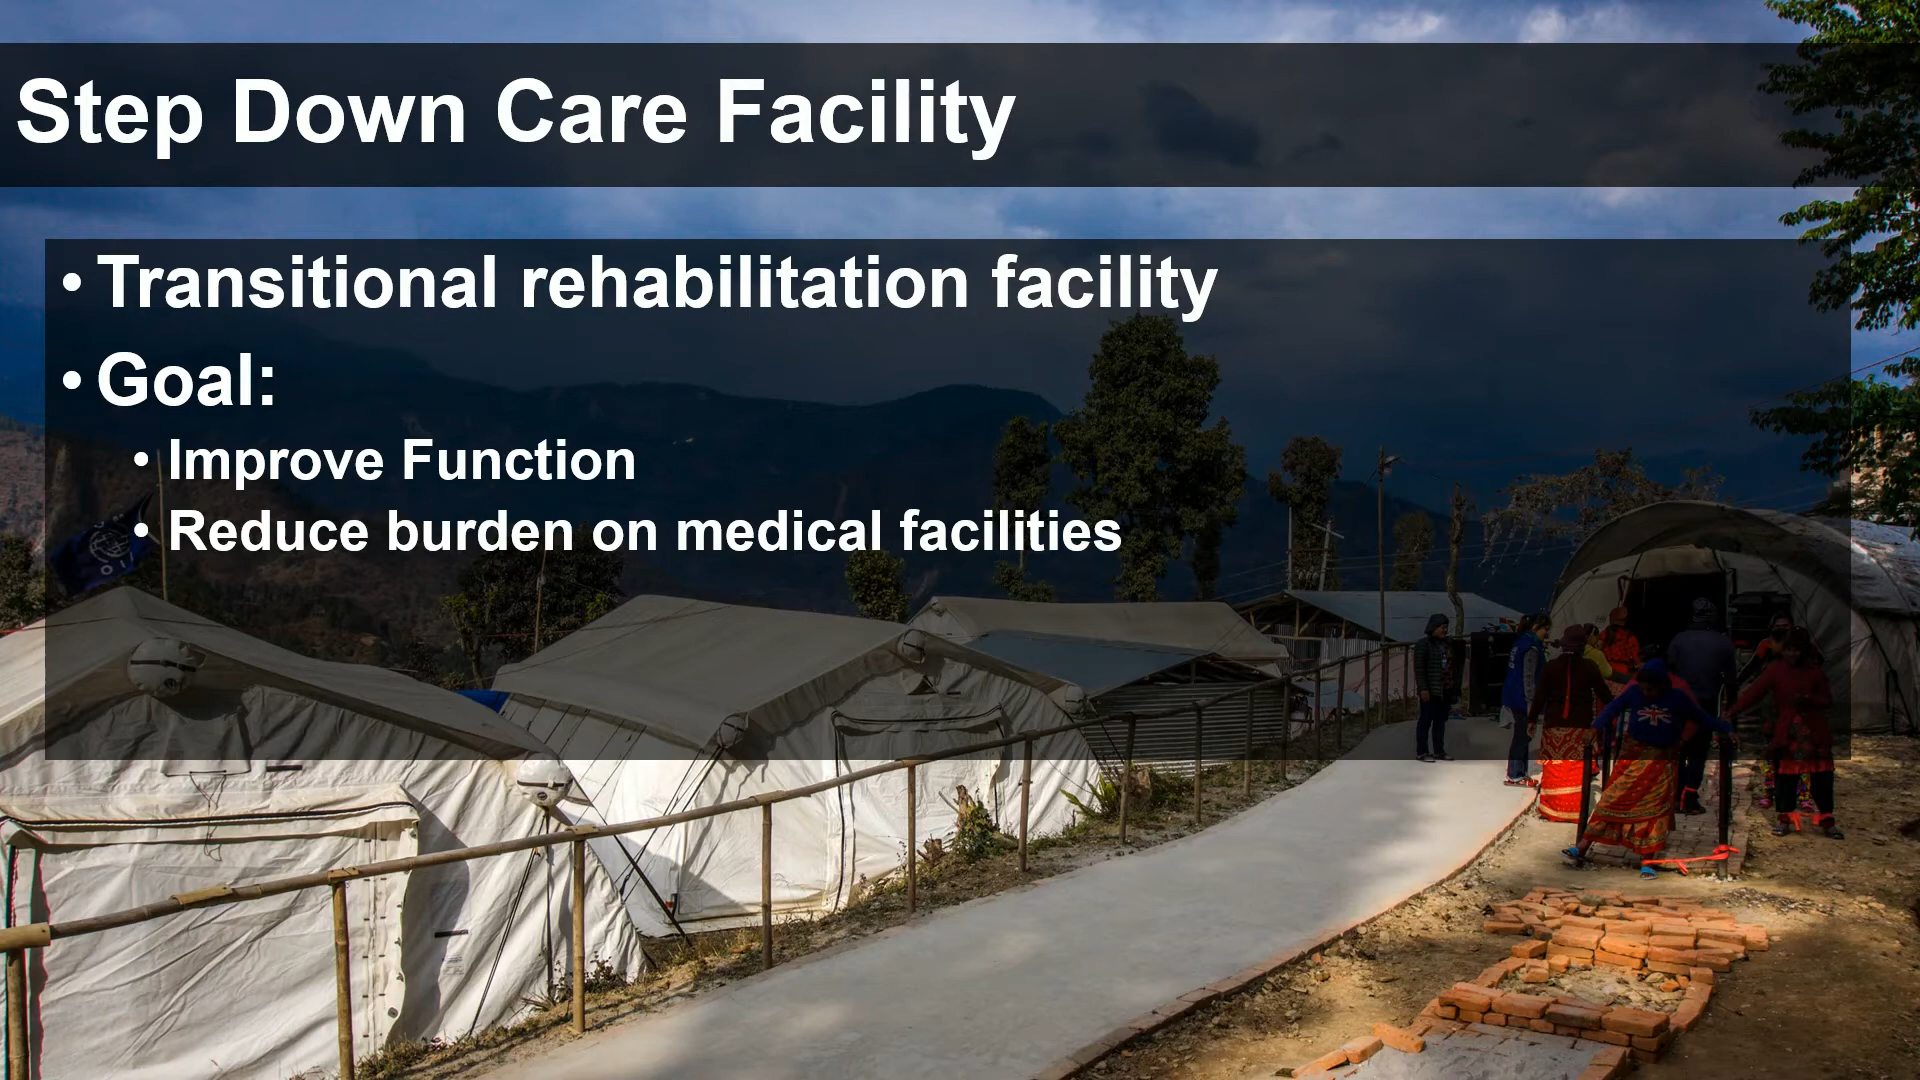 Step Down Care Facility
• Transitional rehabilitation facility
• Goal:
• Improve Function
• Reduce burden on medical facilities